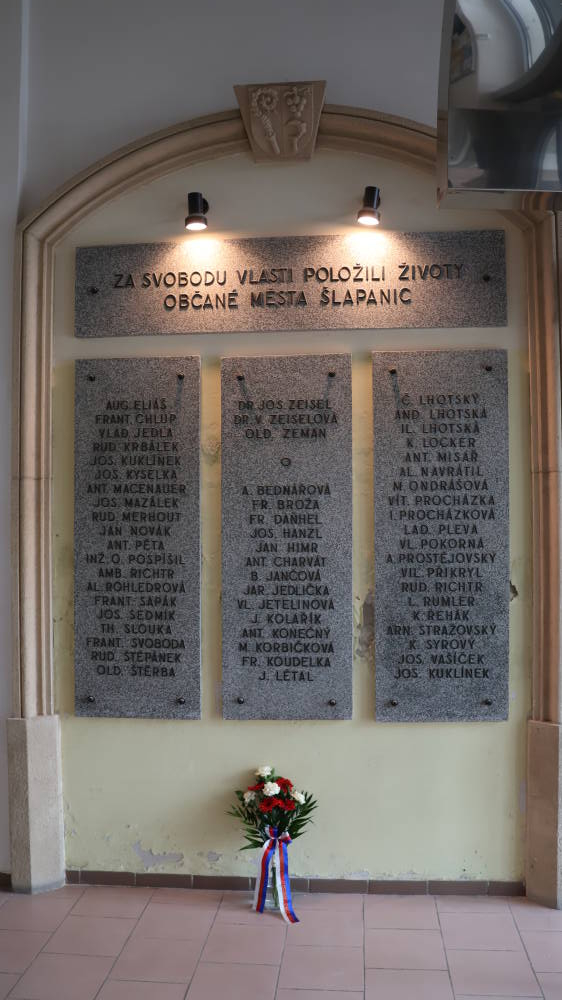 ZA SVOBODU VLASTI POLOŽILI ŽIVOTY
OBČANÉ MĚSTA ŠLAPANIC
AUG. ELIÁŠ
FRANT. CHLUP
VLAD. JEDLA
RUD. KRBÁLEK
JOS. KUKLÍNEK
JOS. KYSELKA
ANT. MACENAUER
JOS. MAZÁLEK
RUD. MERHOUT
JAN NOVÁK
ANT. PĚTA
INŽ. O. POSPÍŠIL
AMB. RICHTR
AL. ROHLEDROVÁ
FRANT. SAPÁK
JOS. SEDMIK
TH. SLOUKA
FRANT. SVOBODA
RUD. ŠTĚPÁNEK
OLD. ŠTĚRBA
DR. JOS. ZEISEL
DR. V. ZEISELOVÁ
OLD. ZEMAN
A. BEDNÁŘOVÁ
FR. BROŽA
FR. DAŇHEL
JOS. HANZL
JAN HIMR
ANT. CHARVÁT
B. JANČOVÁ
JAR. JEDLIČKA
VL. JETELINOVÁ
J. KOLAŘÍK
ANT. KONEČNÝ
M. KORBIČKOVÁ
FR. KOUDELKA
J. LÉTAL
Č. LHOTSKÝ
AND. LHOTSKÁ
IL. LHOTSKÁ
K. LOCKER
ANT. MISAŘ
AL. NAVRÁTIL
M. ONDRÁŠOVÁ
VÍT. PROCHÁZKA
I. PROCHÁZKOVÁ
LAD. PLEVA
VL. POKORNÁ
A. PROSTĚJOVSKÝ
VIL. PŘIKRYL
RUD. RICHTR
L. RUMLER
K. ŘEHÁK
ARN. STRAŽOVSKÝ
K. SYROVÝ
JOS. VAŠÍČEK
JOS. KUKLÍNEK